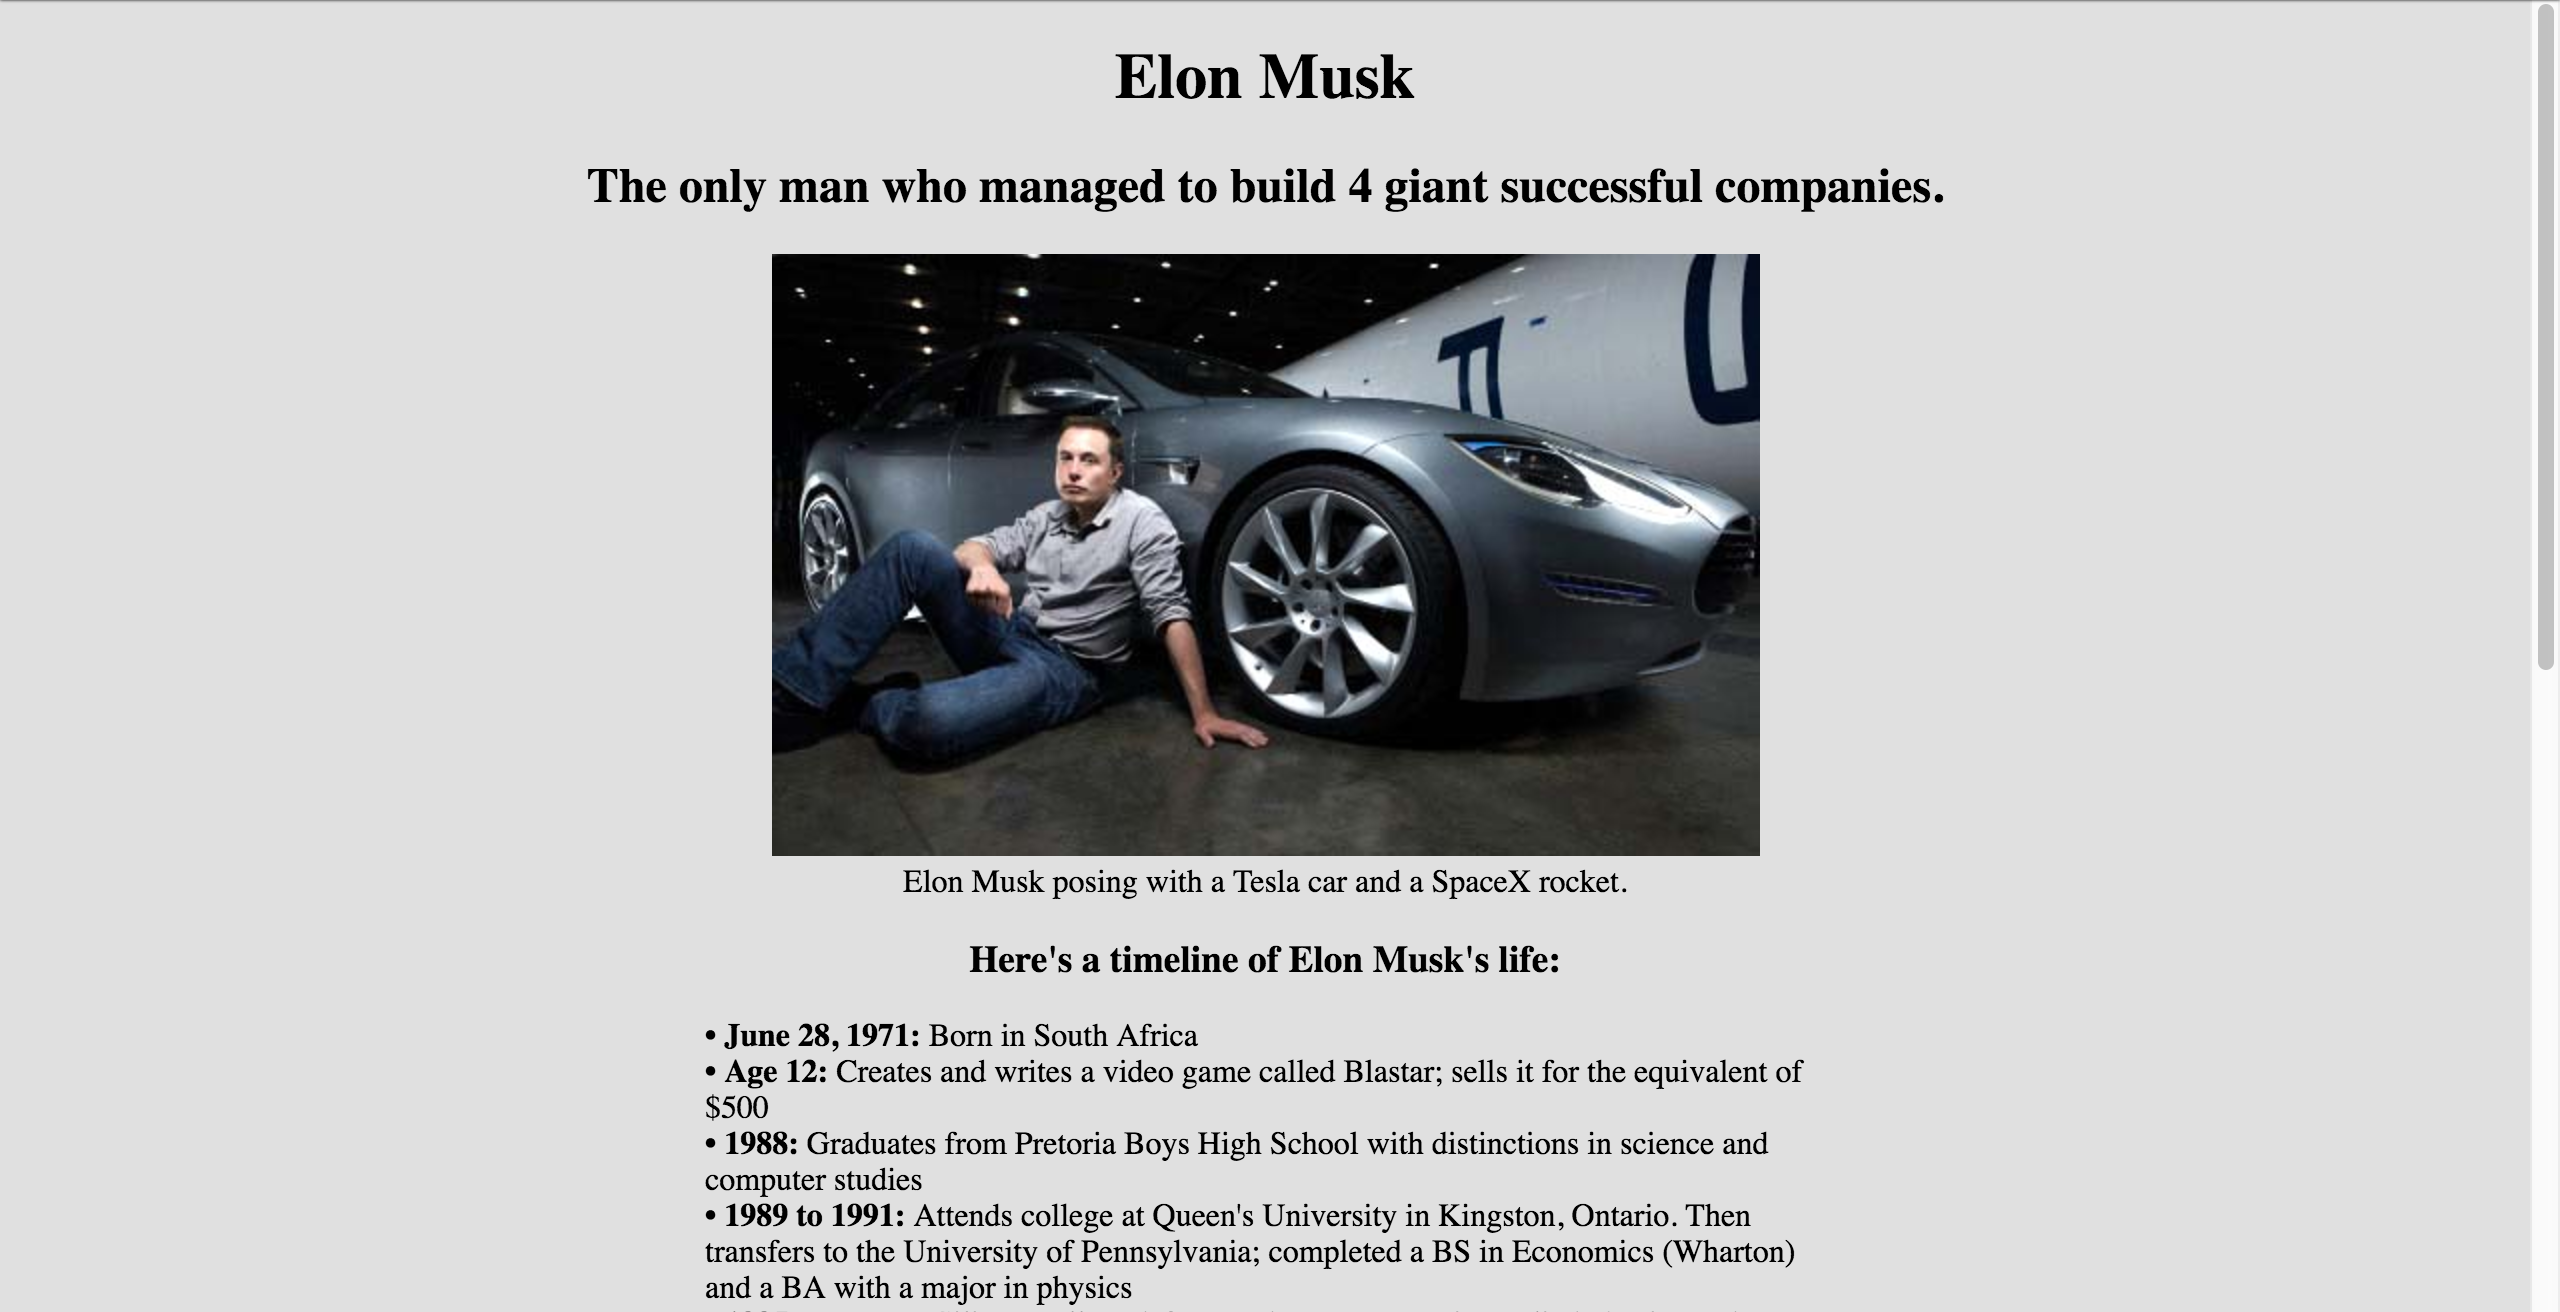 Elon Musk
The only man who managed to build 4 giant successful companies.
Elon Musk posing with a Tesla car and a SpaceX rocket.
Here's a timeline of Elon Musk's life:
• June 28, 1971: Born in South Africa
• Age 12: Creates and writes a video game called Blastar; sells it for the equivalent of
$500
• 1988: Graduates from Pretoria Boys High School with distinctions in science and
computer studies
• 1989 to 1991: Attends college at Queen's University in Kingston, Ontario. Then
transfers to the University of Pennsylvania; completed a BS in Economics (Wharton)
and a BA with a major in physics